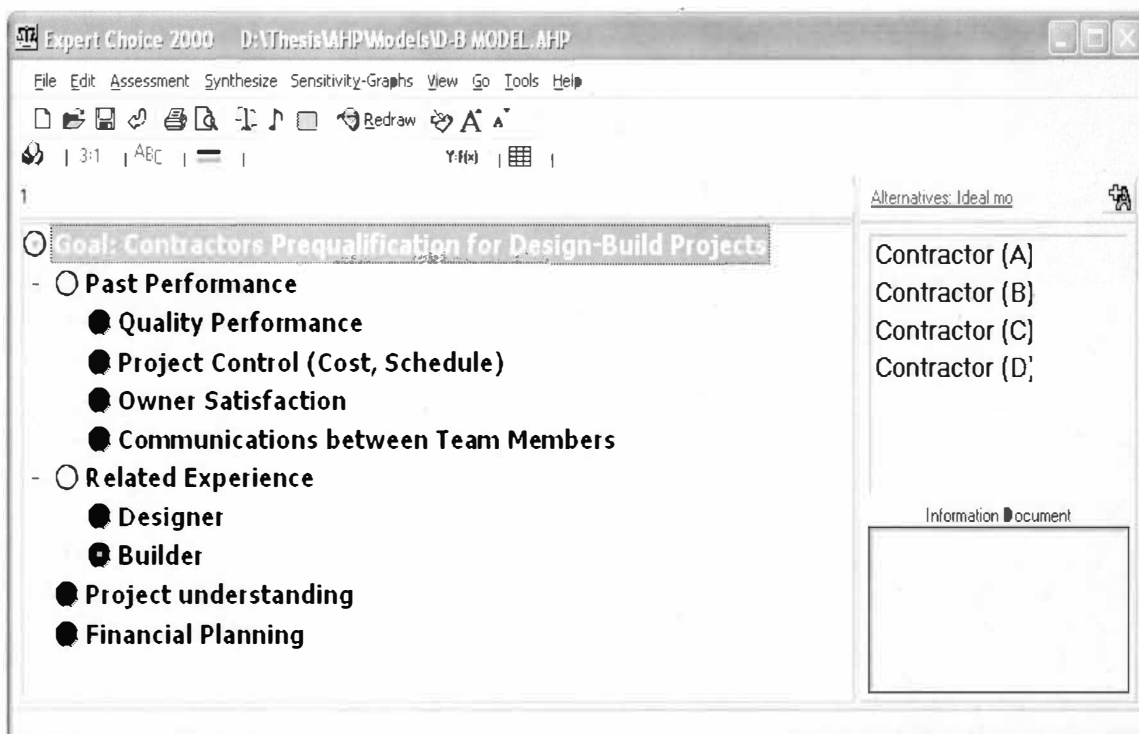 Expert Choice 2000 D:\Thesis\AHP\Models\D-B MODEL.AHP
File Edit Assessment Synthesize Sensitivity-Graphs View Go Tools Help
Redraw A A
3:1 ABC Y:f(x)
1
Alternatives: Ideal mo
Goal: Contractors Prequalification for Design-Build Projects
- Past Performance
Quality Performance
Project Control (Cost, Schedule)
Owner Satisfaction
Communications between Team Members
- Related Experience
Designer
Builder
Project understanding
Financial Planning
Contractor (A)
Contractor (B)
Contractor (C)
Contractor (D)
Information Document